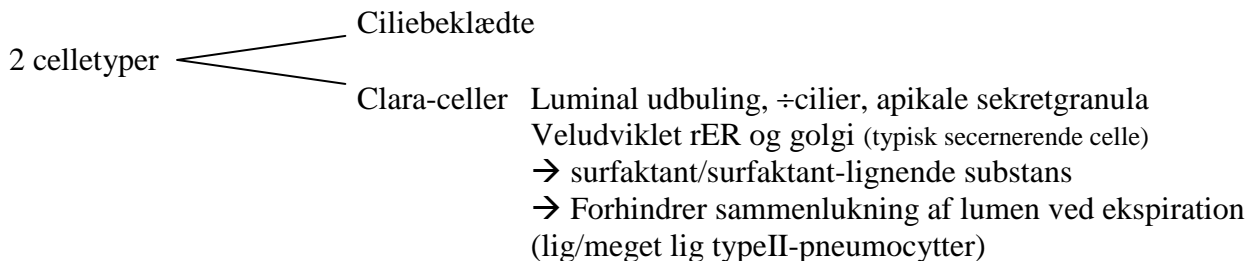 Ciliebeklædte
2 celletyper
Clara-celler Luminal udbuling, ÷cilier, apikale sekretgranula
Veludviklet rER og golgi (typisk secernerende celle)
→ surfaktant/surfaktant-lignende substans
→ Forhindrer sammenlukning af lumen ved ekspiration
(lig/meget lig typeII-pneumocytter)